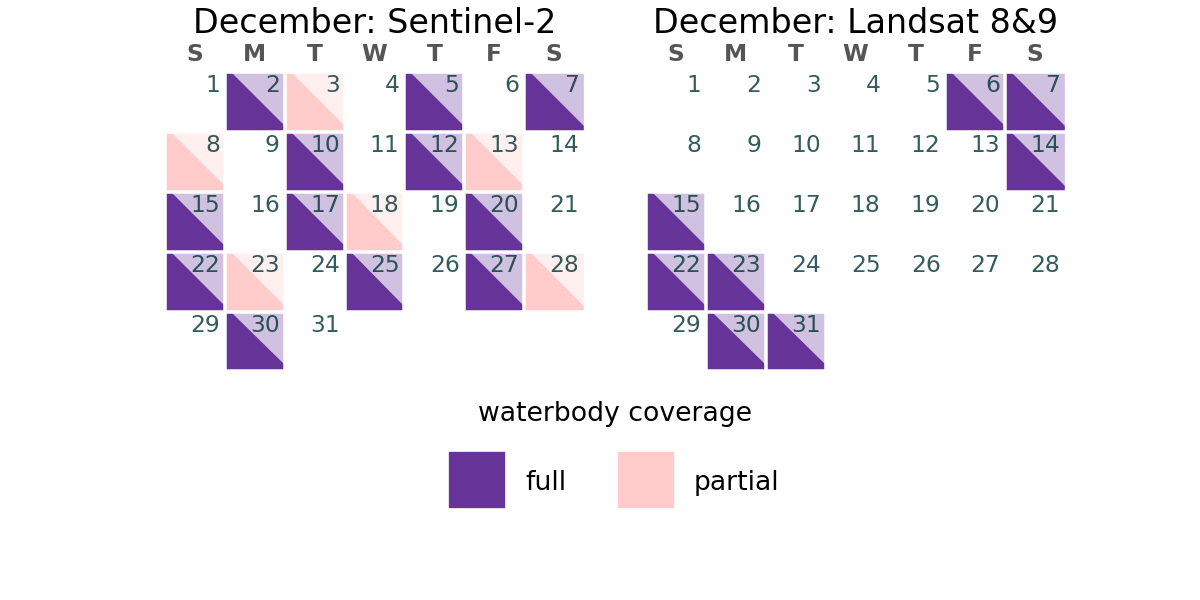 December: Sentinel-2
S M T W T F S
1 2 3 4 5 6 7
8 9 10 11 12 13 14
15 16 17 18 19 20 21
22 23 24 25 26 27 28
29 30 31
December: Landsat 8&9
S M T W T F S
1 2 3 4 5 6 7
8 9 10 11 12 13 14
15 16 17 18 19 20 21
22 23 24 25 26 27 28
29 30 31
waterbody coverage
full partial